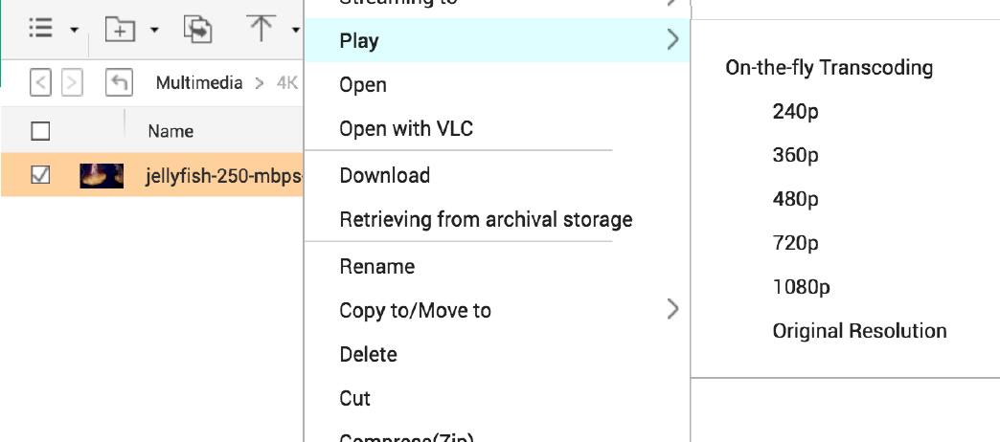 Streaming to
Play
Open
Open with VLC
Download
Retrieving from archival storage
Rename
Copy to/Move to
Delete
Cut
Compress(Zip)
Multimedia > 4K
Name
jellyfish-250-mbps-
On-the-fly Transcoding
240p
360p
480p
720p
1080p
Original Resolution